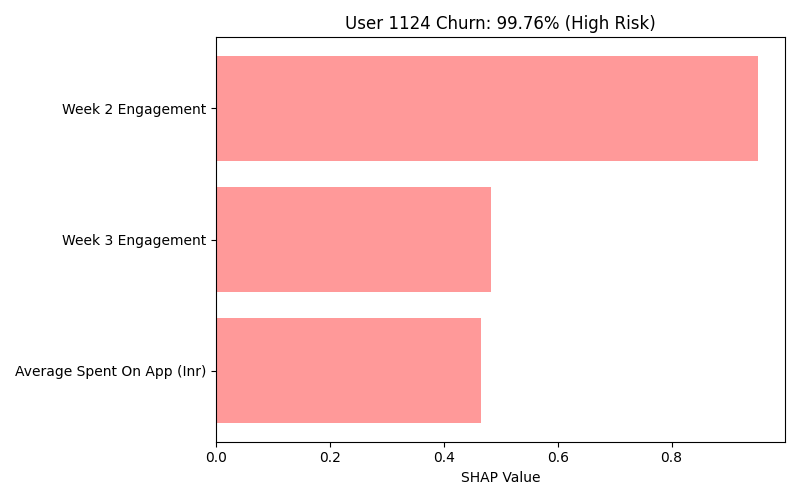 User 1124 Churn: 99.76% (High Risk)
Week 2 Engagement
Week 3 Engagement
Average Spent On App (Inr)
0.0 0.2 0.4 0.6 0.8
SHAP Value